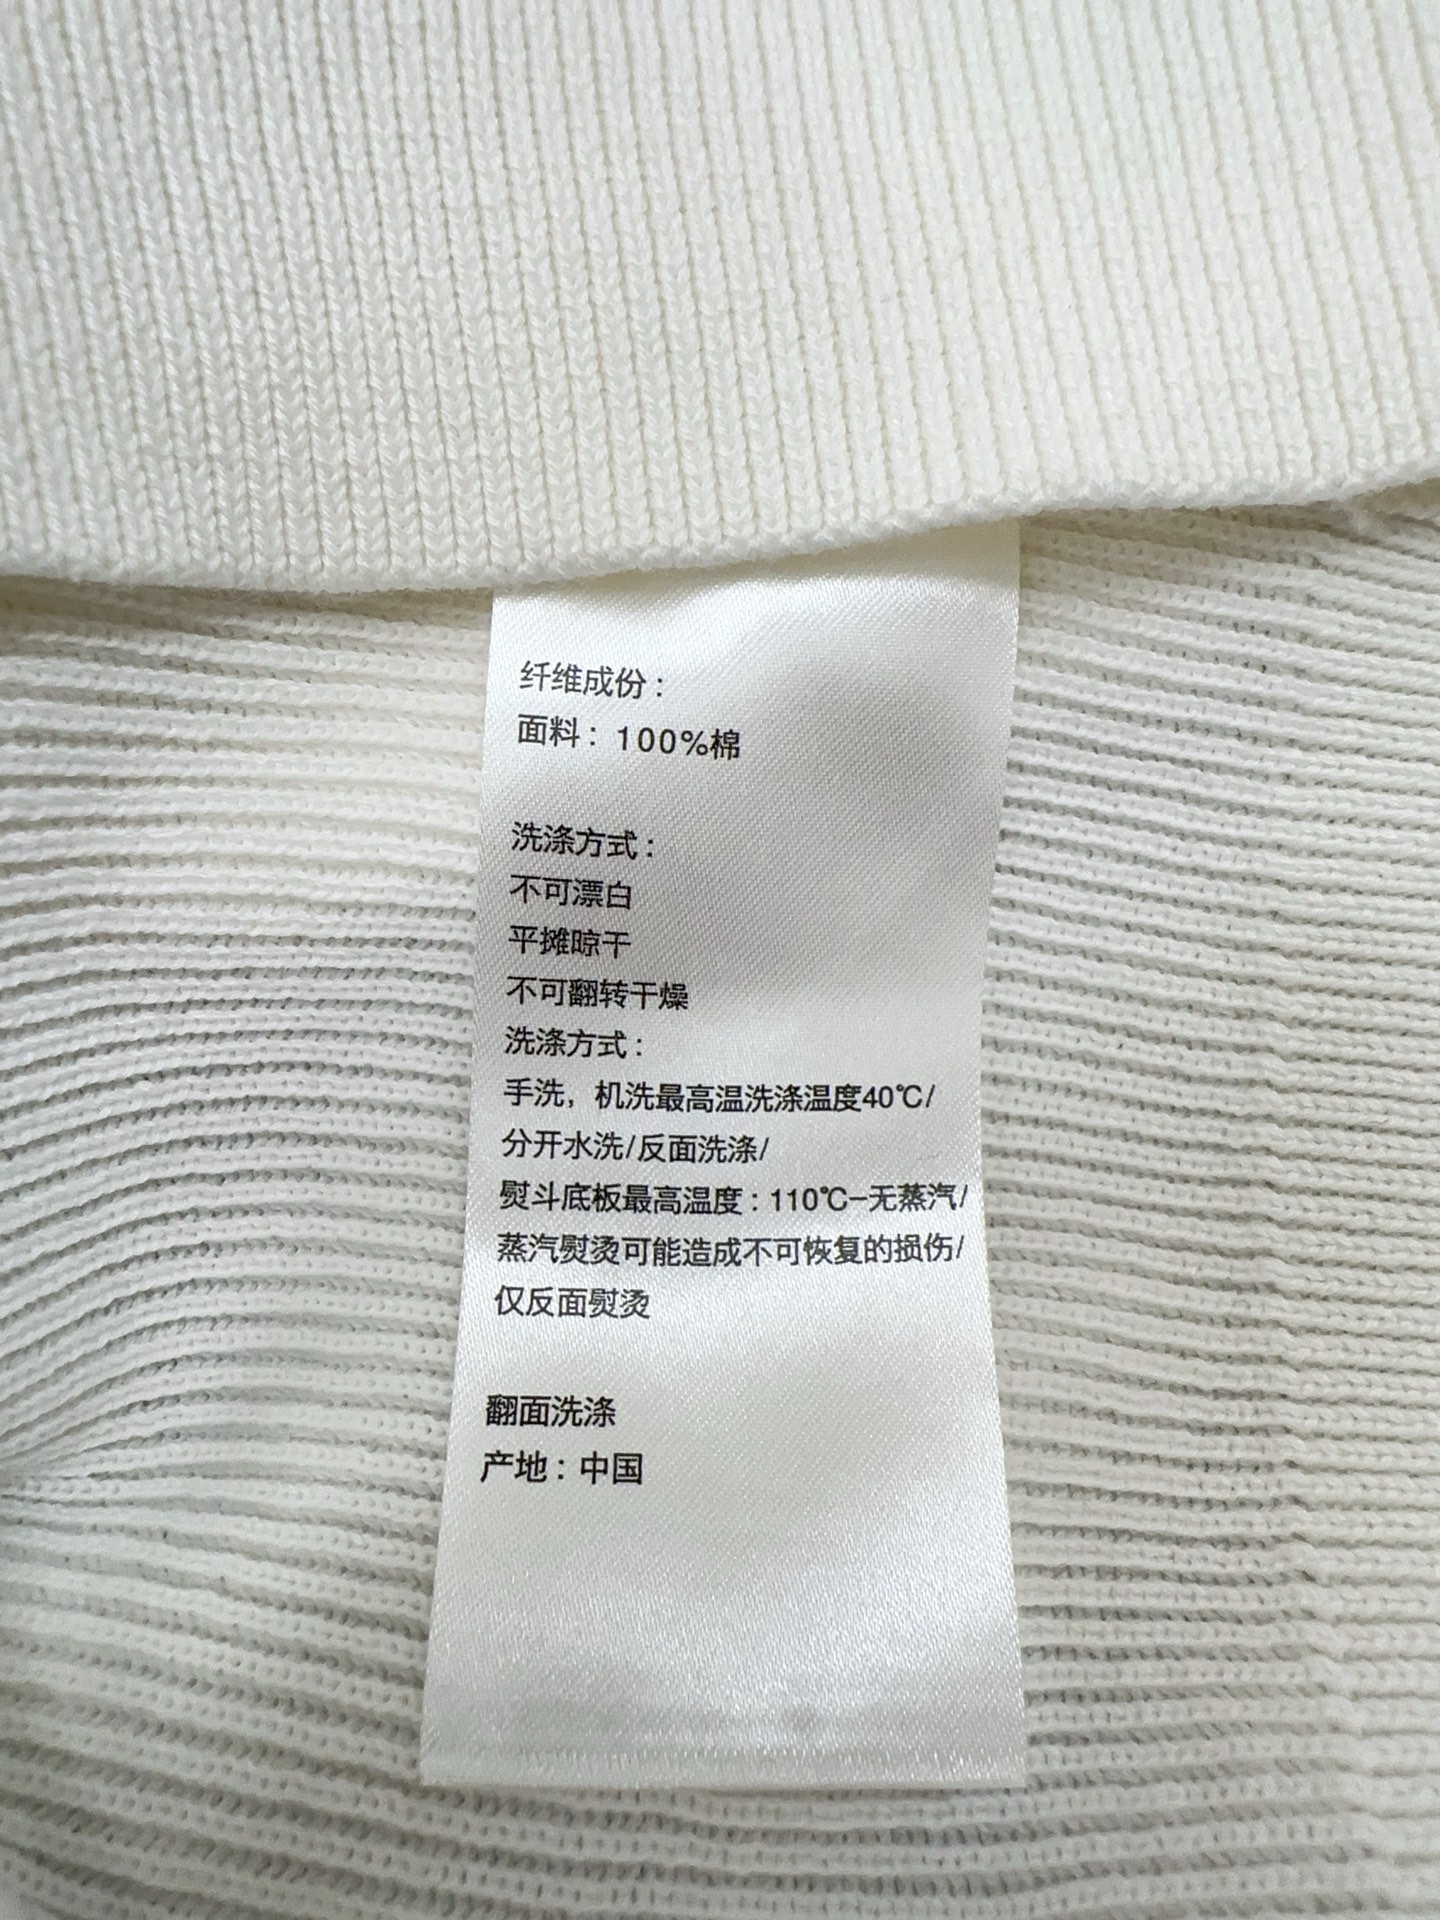 纤维成份：
面料：100%棉
洗涤方式：
不可漂白
平摊晾干
不可翻转干燥
洗涤方式：
手洗，机洗最高温洗涤温度40℃/
分开水洗/反面洗涤/
熨斗底板最高温度：110℃-无蒸汽/
蒸汽熨烫可能造成不可恢复的损伤/
仅反面熨烫
翻面洗涤
产地：中国